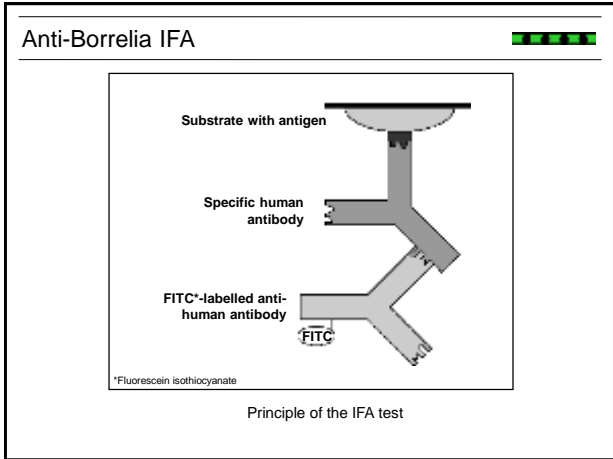 Anti-Borrelia IFA
Substrate with antigen
Specific human
antibody
FITC*-labelled anti-
human antibody
FITC
*Fluorescein isothiocyanate
Principle of the IFA test